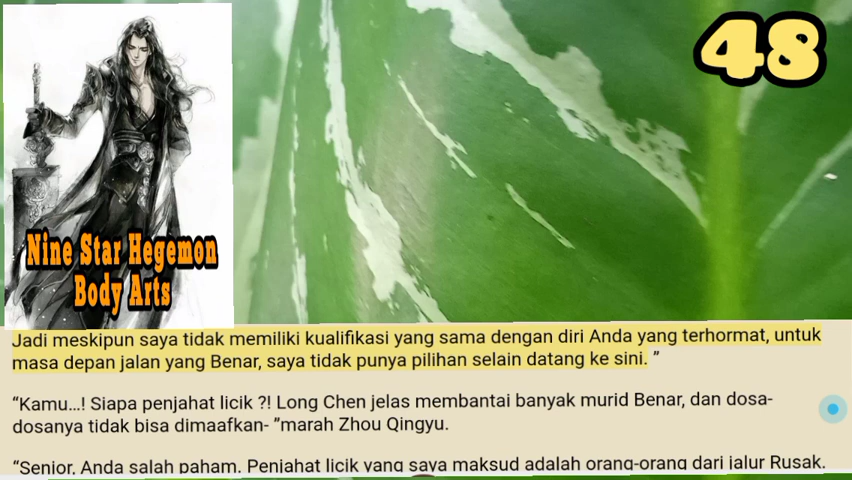 48
Nine Star Hegemon
Body Arts
Jadi meskipun saya tidak memiliki kualifikasi yang sama dengan diri Anda yang terhormat, untuk
masa depan jalan yang Benar, saya tidak punya pilihan selain datang ke sini. ”
“Kamu...! Siapa penjahat licik ?! Long Chen jelas membantai banyak murid Benar, dan dosa-
dosanya tidak bisa dimaafkan- ”marah Zhou Qingyu.
“Senior, Anda salah paham. Penjahat licik yang saya maksud adalah orang-orang dari jalur Rusak.